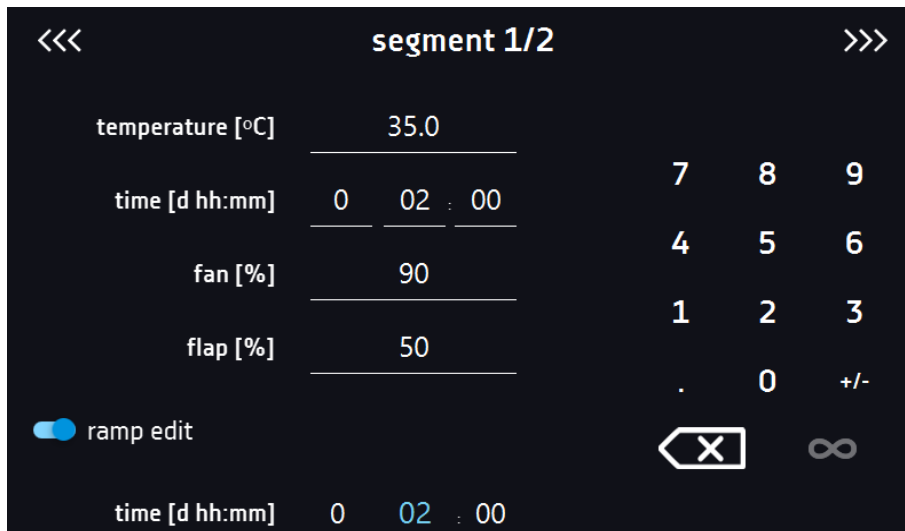 <<< segment 1/2 >>>
temperature [°C] 35.0
time [d hh:mm] 0 02 : 00
fan [%] 90
flap [%] 50
7 8 9
4 5 6
1 2 3
. 0 +/-
ramp edit
X ∞
time [d hh:mm] 0 02 : 00